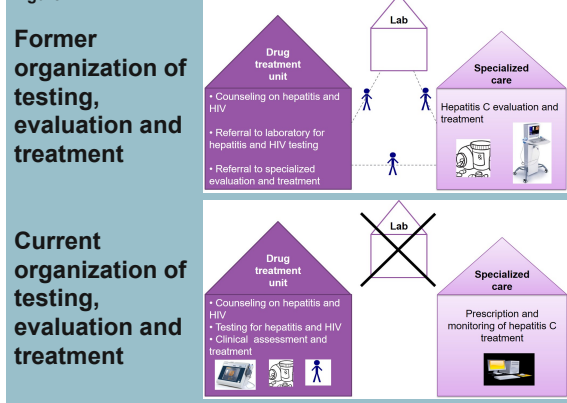 Former
organization of
testing,
evaluation and
treatment
Drug
treatment
unit
• Counseling on hepatitis and
HIV
• Referral to laboratory for
hepatitis and HIV testing
• Referral to specialized
evaluation and treatment
Lab
Specialized
care
Hepatitis C evaluation and
treatment
Current
organization of
testing,
evaluation and
treatment
Drug
treatment
unit
• Counseling on hepatitis and
HIV
• Testing for hepatitis and HIV
• Clinical assessment and
treatment
Lab
Specialized
care
Prescription and
monitoring of hepatitis C
treatment